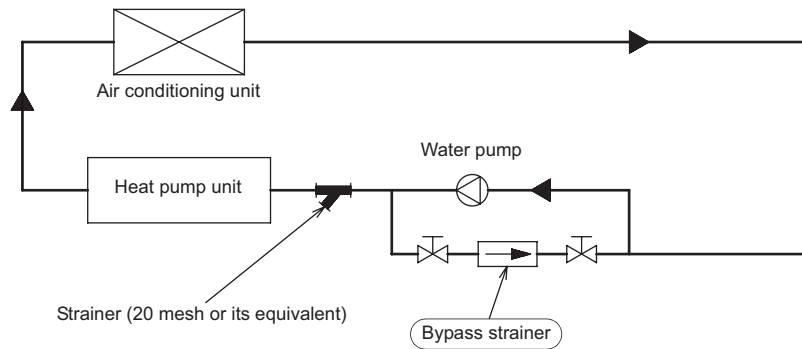 Air conditioning unit
Water pump
Heat pump unit
Strainer (20 mesh or its equivalent)
Bypass strainer